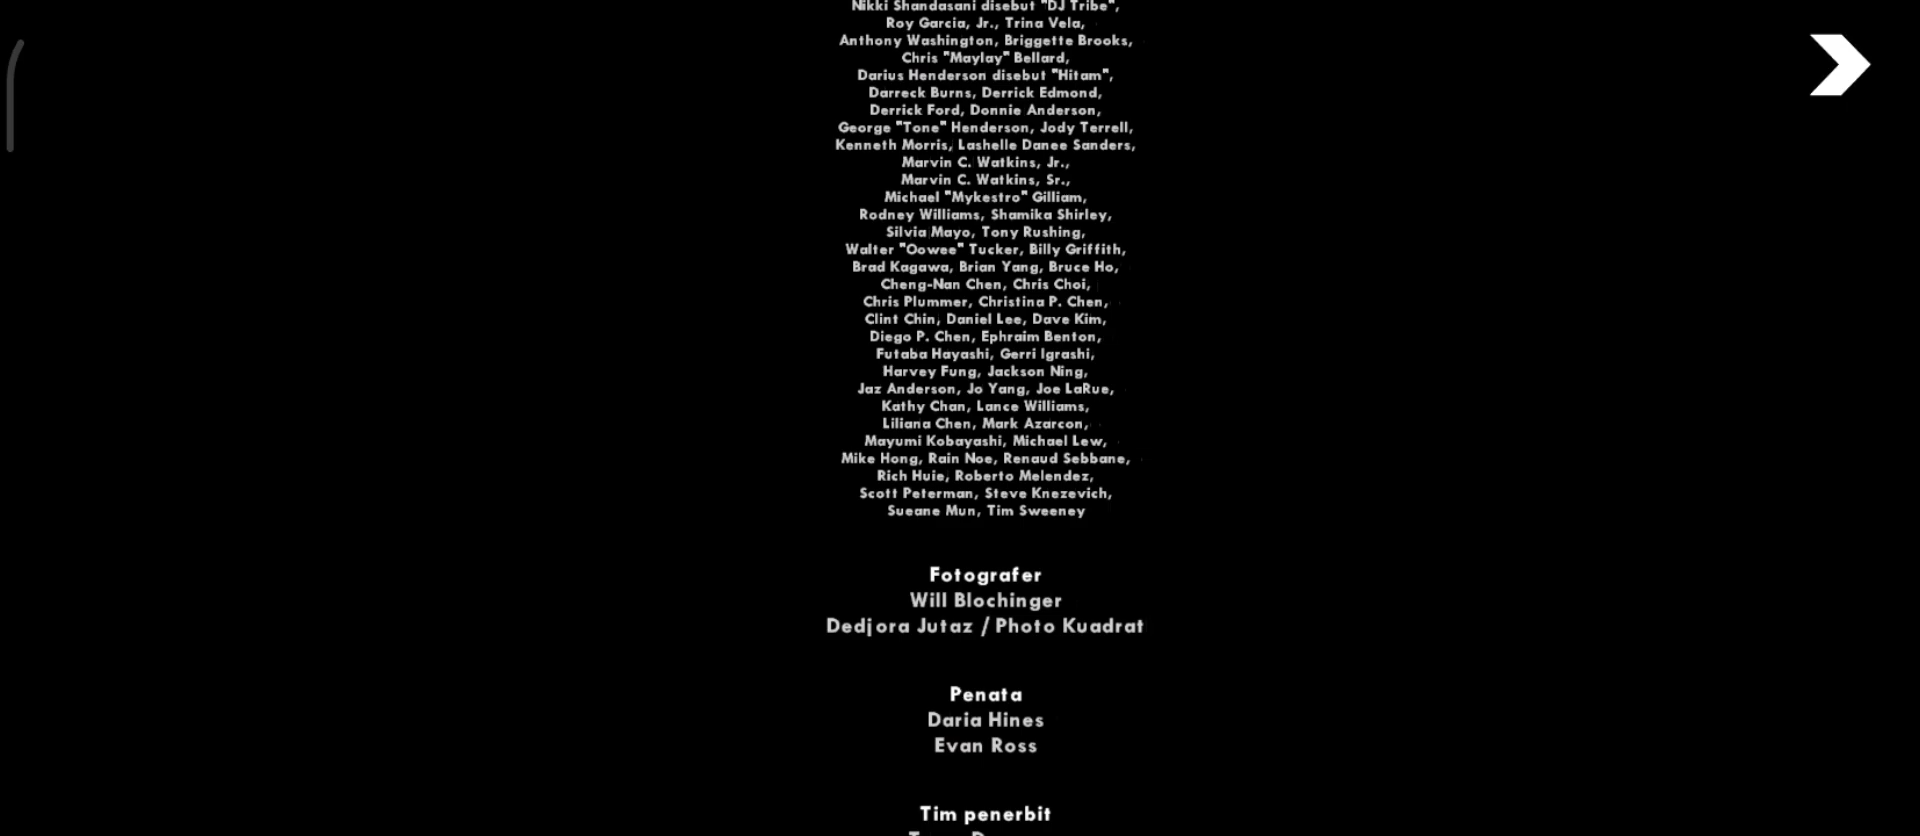 Nikki Shandasani disebut "DJ Tribe",
Roy Garcia, Jr., Trina Vela,
Anthony Washington, Briggette Brooks,
Chris "Maylay" Bellard,
Darius Henderson disebut "Hitam",
Darreck Burns, Derrick Edmond,
Derrick Ford, Donnie Anderson,
George "Tone" Henderson, Jody Terrell,
Kenneth Morris, Lashelle Danee Sanders,
Marvin C. Watkins, Jr.,
Marvin C. Watkins, Sr.,
Michael "Mykestro" Gilliam,
Rodney Williams, Shamika Shirley,
Silvia Mayo, Tony Rushing,
Walter "Oowee" Tucker, Billy Griffith,
Brad Kagawa, Brian Yang, Bruce Ho,
Cheng-Nan Chen, Chris Choi,
Chris Plummer, Christina P. Chen,
Clint Chin, Daniel Lee, Dave Kim,
Diego P. Chen, Ephraim Benton,
Futaba Hayashi, Gerri Igrashi,
Harvey Fung, Jackson Ning,
Jaz Anderson, Jo Yang, Joe LaRue,
Kathy Chan, Lance Williams,
Liliana Chen, Mark Azarcon,
Mayumi Kobayashi, Michael Lew,
Mike Hong, Rain Noe, Renaud Sebbane,
Rich Huie, Roberto Melendez,
Scott Peterman, Steve Knezevich,
Sueane Mun, Tim Sweeney
Fotografer
Will Blochinger
Dedjora Jutaz / Photo Kuadrat
Penata
Daria Hines
Evan Ross
Tim penerbit